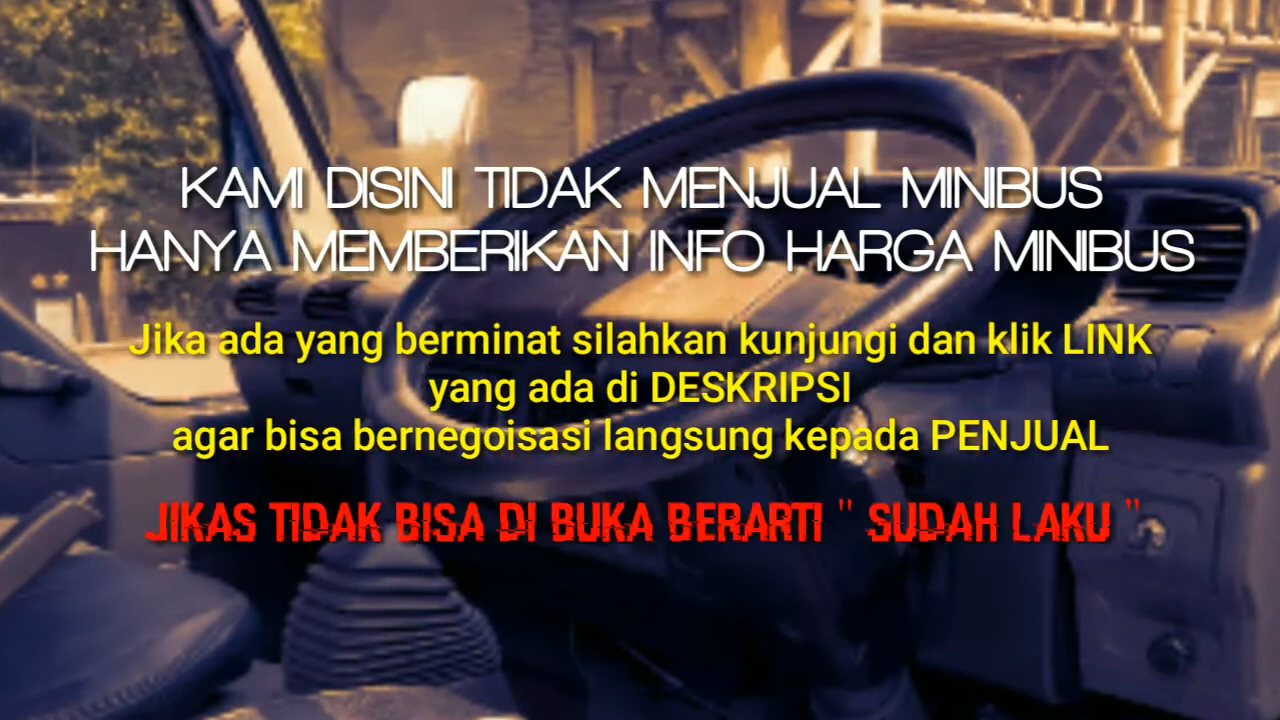 KAMI DISINI TIDAK MENJUAL MINIBUS
HANYA MEMBERIKAN INFO HARGA MINIBUS
Jika ada yang berminat silahkan kunjungi dan klik LINK
yang ada di DESKRIPSI
agar bisa bernegoisasi langsung kepada PENJUAL
JIKAS TIDAK BISA DI BUKA BERARTI " SUDAH LAKU "